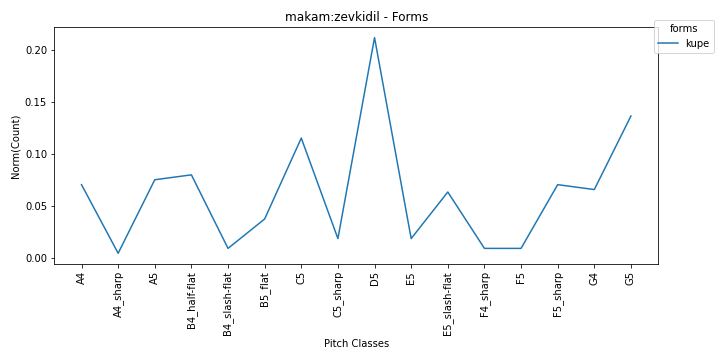 makam:zevkidil - Forms
forms
kupe
Norm(Count)
0.20
0.15
0.10
0.05
0.00
A4
A4_sharp
A5
B4_half-flat
B4_slash-flat
B5_flat
C5
C5_sharp
D5
E5
E5_slash-flat
F4_sharp
F5
F5_sharp
G4
G5
Pitch Classes